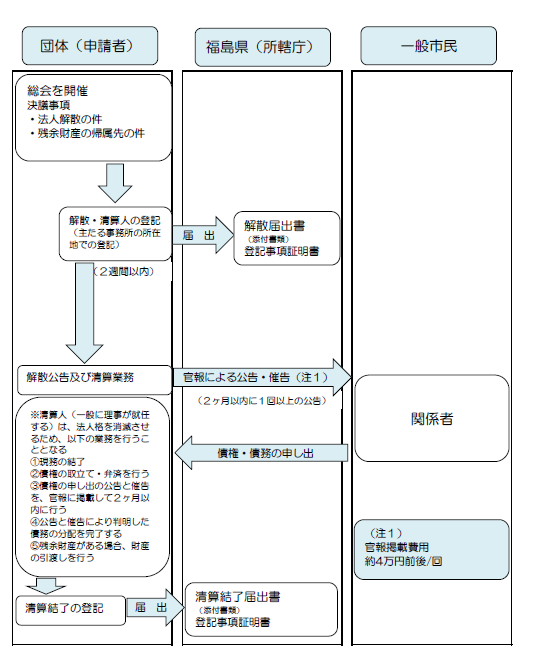 団体（申請者）
福島県（所轄庁）
一般市民
総会を開催
決議事項
・法人解散の件
・残余財産の帰属先の件
解散・清算人の登記
（主たる事務所の所在
地での登記）
（２週間以内）
届　出
解散届出書
（添付書類）
登記事項証明書
解散公告及び清算業務
官報による公告・催告（注１）
（２ヶ月以内に１回以上の公告）
関係者
※清算人（一般に理事が就任
する）は、法人格を消滅させ
るため、以下の業務を行うこ
ととなる
①現務の結了
②債権の取立て・弁済を行う
③債権の申し出の公告と催告
を、官報に掲載して２ヶ月以
内に行う
④公告と催告により判明した
債務の分配を完了する
⑤残余財産がある場合、財産
の引渡しを行う
債権・債務の申し出
（注１）
官報掲載費用
約4万円前後/回
清算結了の登記
届　出
清算結了届出書
（添付書類）
登記事項証明書